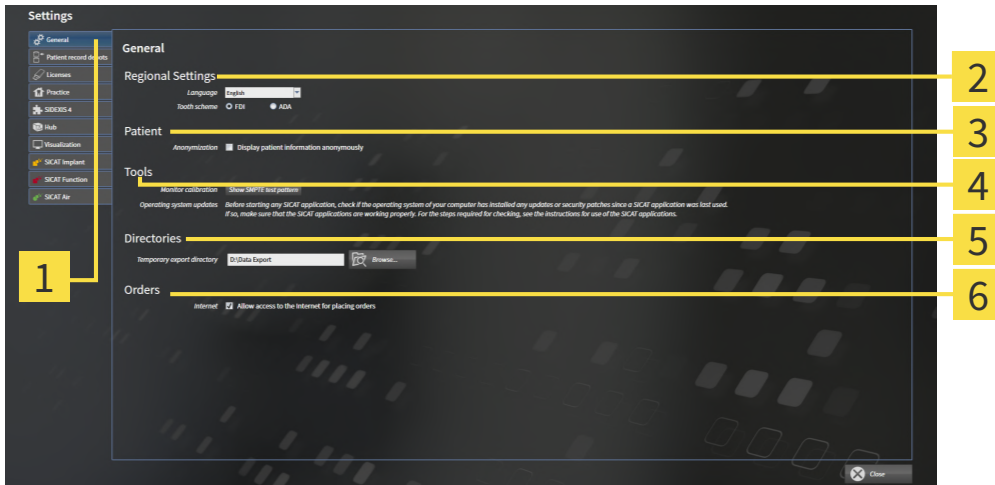 Settings
General
Patient record depots
Licenses
Practice
SIDEXIS 4
Hub
Visualization
SICAT Implant
SICAT Function
SICAT Air
General
Regional Settings
Language English
Tooth scheme FDI ADA
Patient
Anonymization Display patient information anonymously
Tools
Monitor calibration Show SMPTE test pattern
Operating system updates Before starting any SICAT application, check if the operating system of your computer has installed any updates or security patches since a SICAT application was last used.
If so, make sure that the SICAT applications are working properly. For the steps required for checking, see the instructions for use of the SICAT applications.
Directories
Temporary export directory D:\Data Export Browse...
Orders
Internet Allow access to the Internet for placing orders
Close
1
2
3
4
5
6